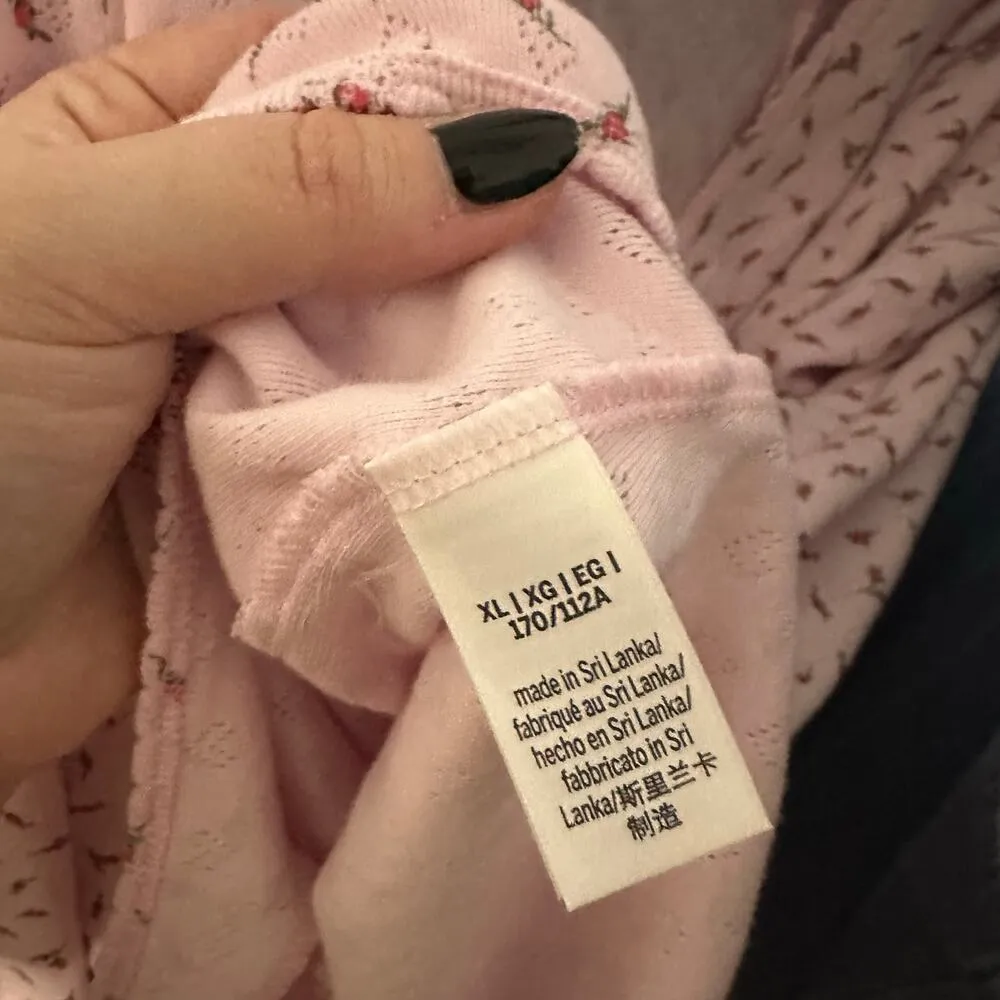 XL | XG | EG |
170/112A
made in Sri Lanka/
fabriqué au Sri Lanka/
hecho en Sri Lanka/
fabbricato in Sri
Lanka/斯里兰卡
制造